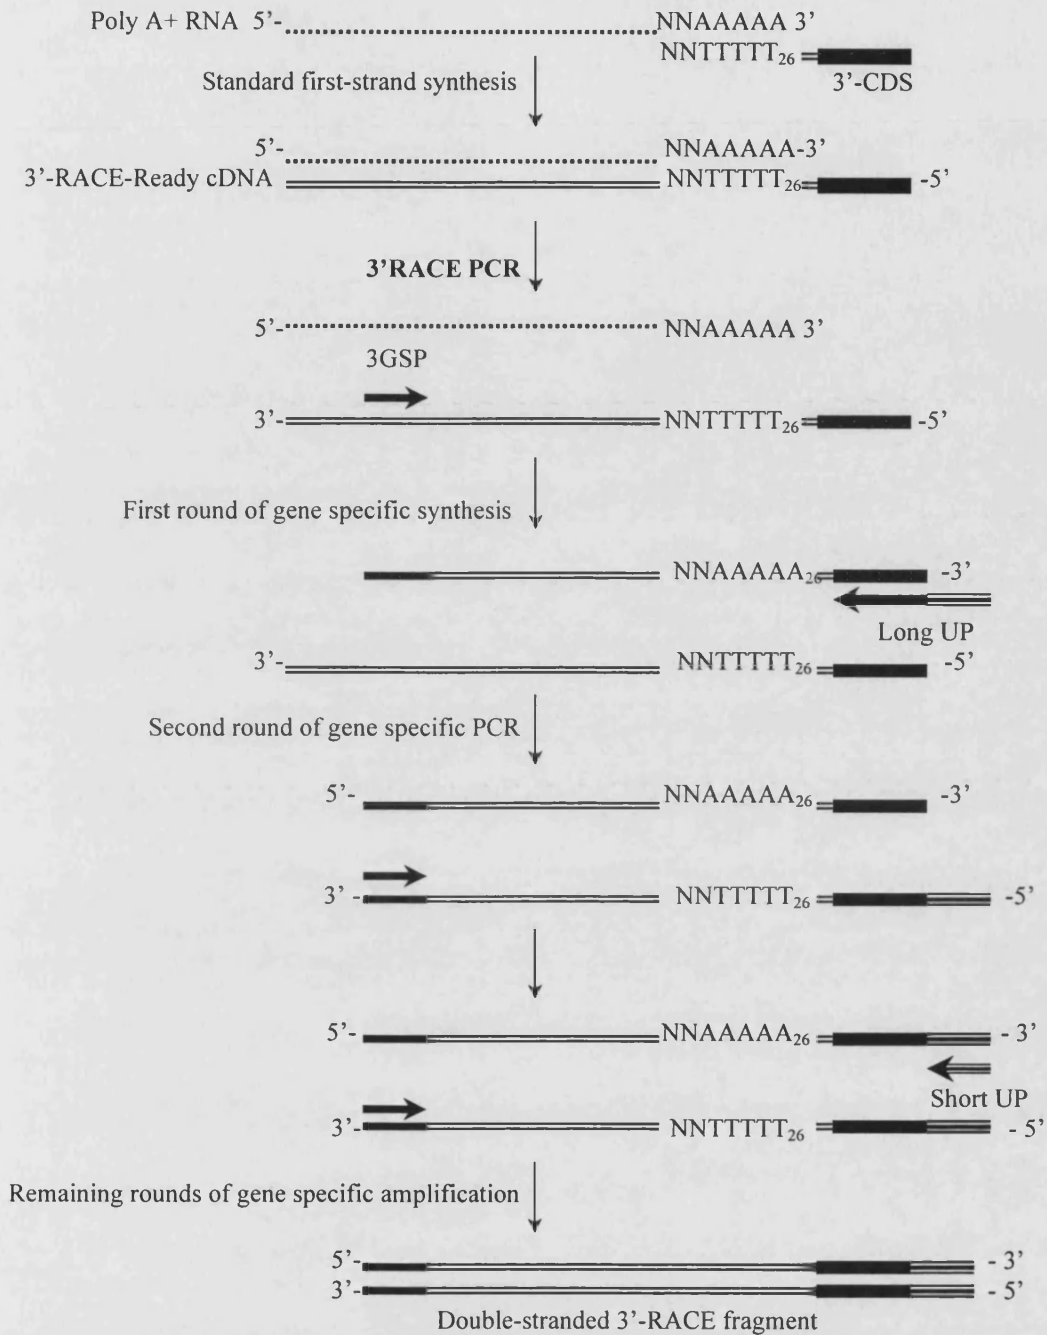 Poly A+ RNA 5'- NNAAAAA 3'
NNTTTTT26
3'-CDS
Standard first-strand synthesis
5'- NNAAAAA-3'
3'-RACE-Ready cDNA NNTTTTT26 -5'
3'RACE PCR
5'- NNAAAAA 3'
3GSP
3'- NNTTTTT26 -5'
First round of gene specific synthesis
NNAAAAA26 -3'
Long UP
3'- NNTTTTT26 -5'
Second round of gene specific PCR
5'- NNAAAAA26 -3'
3'- NNTTTTT26 -5'
5'- NNAAAAA26 - 3'
Short UP
3'- NNTTTTT26 - 5'
Remaining rounds of gene specific amplification
5'- - 3'
3'- - 5'
Double-stranded 3'-RACE fragment